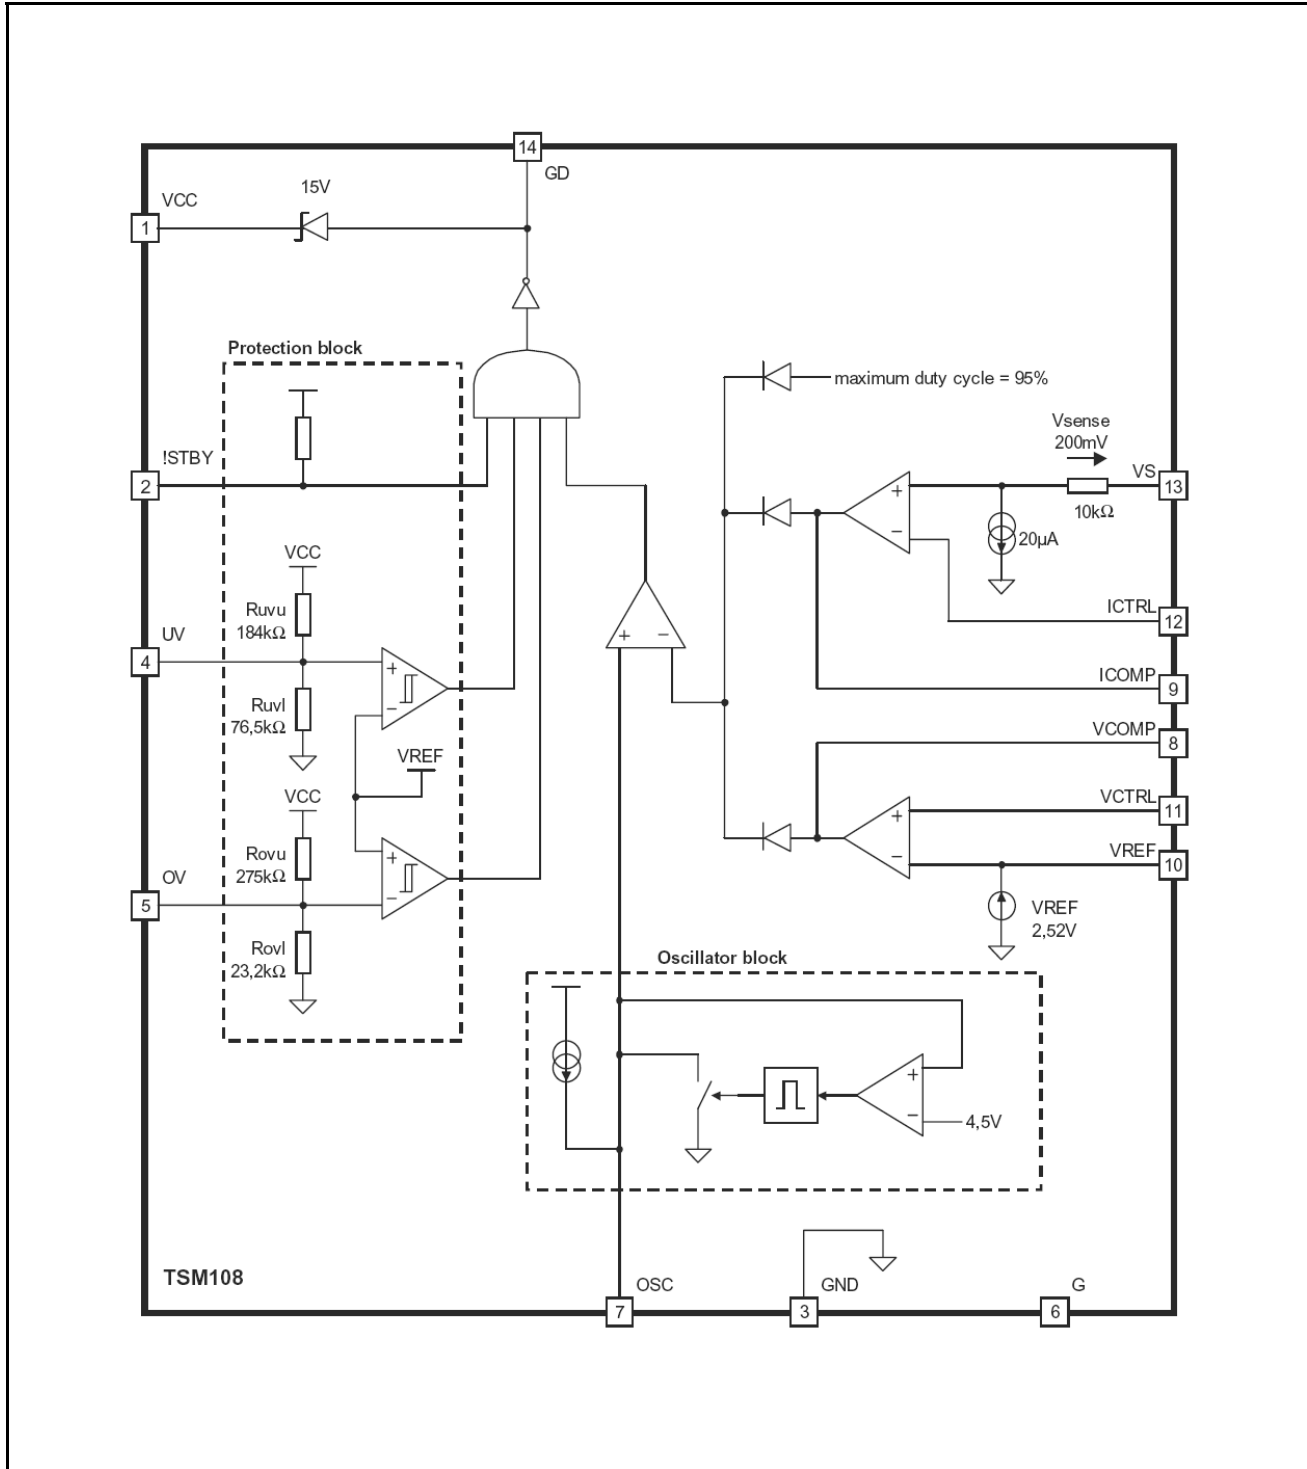 14
GD
15V
VCC
1
Protection block
maximum duty cycle = 95%
Vsense
200mV
!STBY
VS
2
13
+
−
10kΩ
20µA
VCC
Ruvu
184kΩ
ICTRL
12
UV
4
+
−
+
−
Ruvl
76,5kΩ
ICOMP
9
VCOMP
8
VREF
VCC
VCTRL
11
+
−
Rovu
275kΩ
+
−
VREF
10
OV
5
VREF
2,52V
Rovl
23,2kΩ
Oscillator block
+
−
4,5V
TSM108
OSC
7
GND
3
G
6